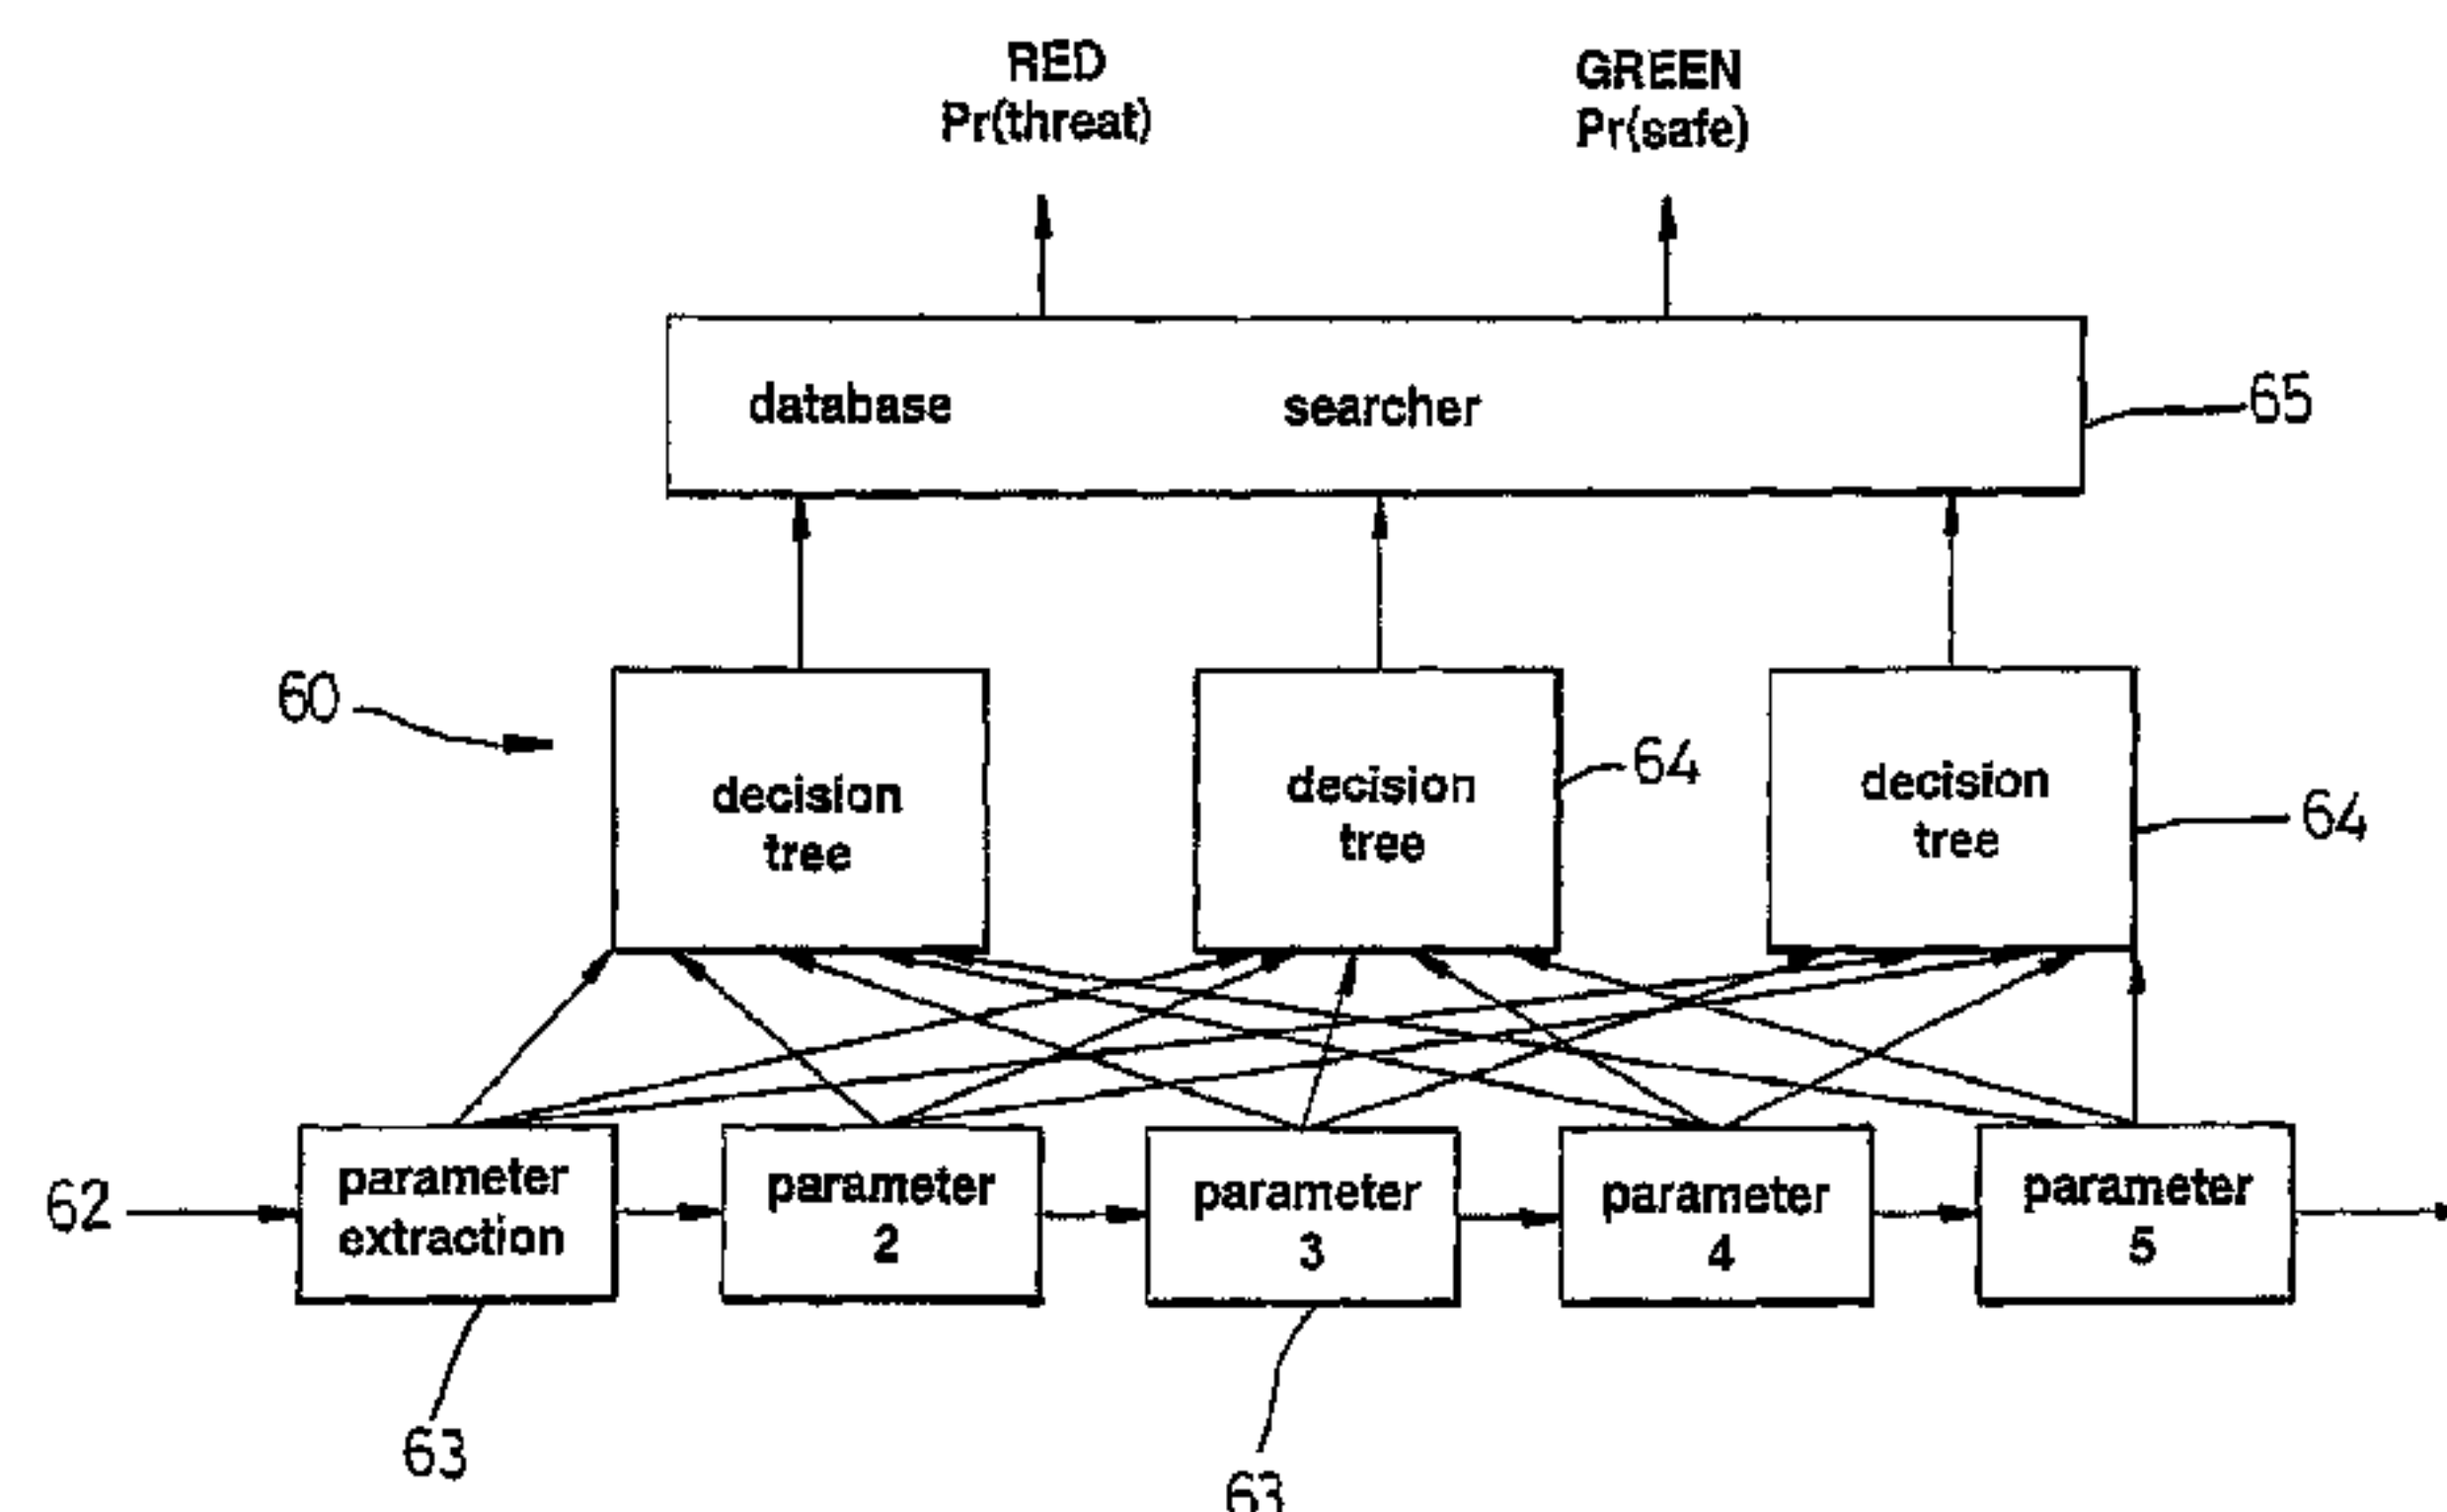 RED
Pr(threat)
GREEN
Pr(safe)
database searcher
65
60
decision
tree
decision
tree
64
decision
tree
64
62
parameter
extraction
parameter
2
parameter
3
parameter
4
parameter
5
63
63